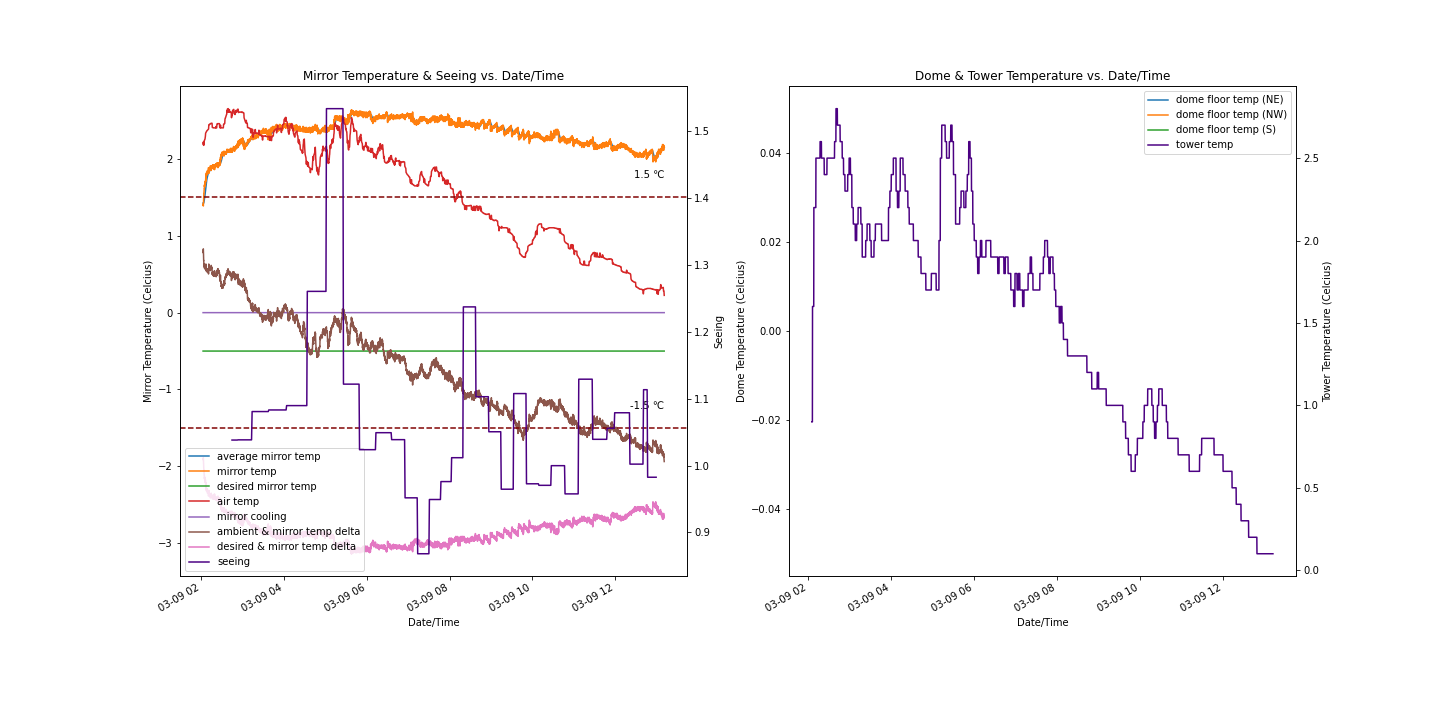 Mirror Temperature & Seeing vs. Date/Time
Mirror Temperature (Celcius)
2
1
0
−1
−2
−3
1.5 ℃
-1.5 ℃
average mirror temp
mirror temp
desired mirror temp
air temp
mirror cooling
ambient & mirror temp delta
desired & mirror temp delta
seeing
1.5
1.4
1.3
1.2
1.1
1.0
0.9
Seeing
03-09 02
03-09 04
03-09 06
03-09 08
03-09 10
03-09 12
Date/Time
Dome & Tower Temperature vs. Date/Time
Dome Temperature (Celcius)
0.04
0.02
0.00
−0.02
−0.04
dome floor temp (NE)
dome floor temp (NW)
dome floor temp (S)
tower temp
2.5
2.0
1.5
1.0
0.5
0.0
Tower Temperature (Celcius)
03-09 02
03-09 04
03-09 06
03-09 08
03-09 10
03-09 12
Date/Time